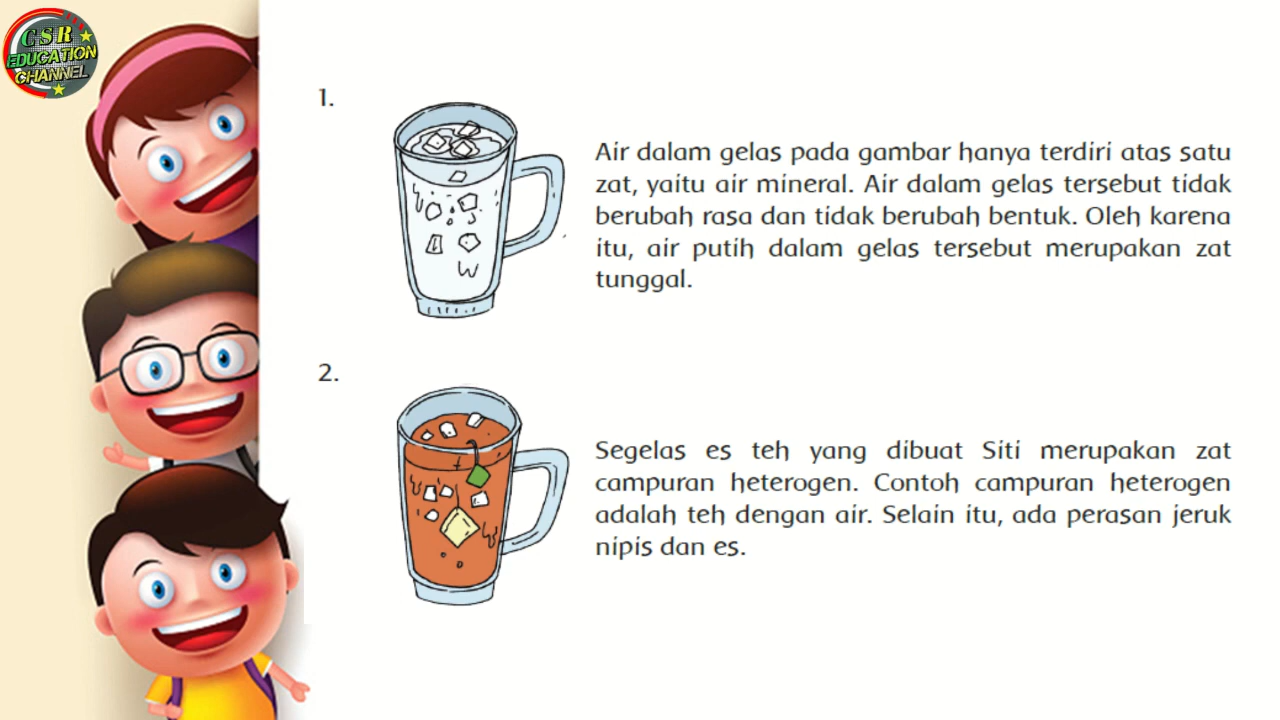 CSR
EDUCATION
CHANNEL
1.
Air dalam gelas pada gambar hanya terdiri atas satu
zat, yaitu air mineral. Air dalam gelas tersebut tidak
berubah rasa dan tidak berubah bentuk. Oleh karena
itu, air putih dalam gelas tersebut merupakan zat
tunggal.
2.
Segelas es teh yang dibuat Siti merupakan zat
campuran heterogen. Contoh campuran heterogen
adalah teh dengan air. Selain itu, ada perasan jeruk
nipis dan es.